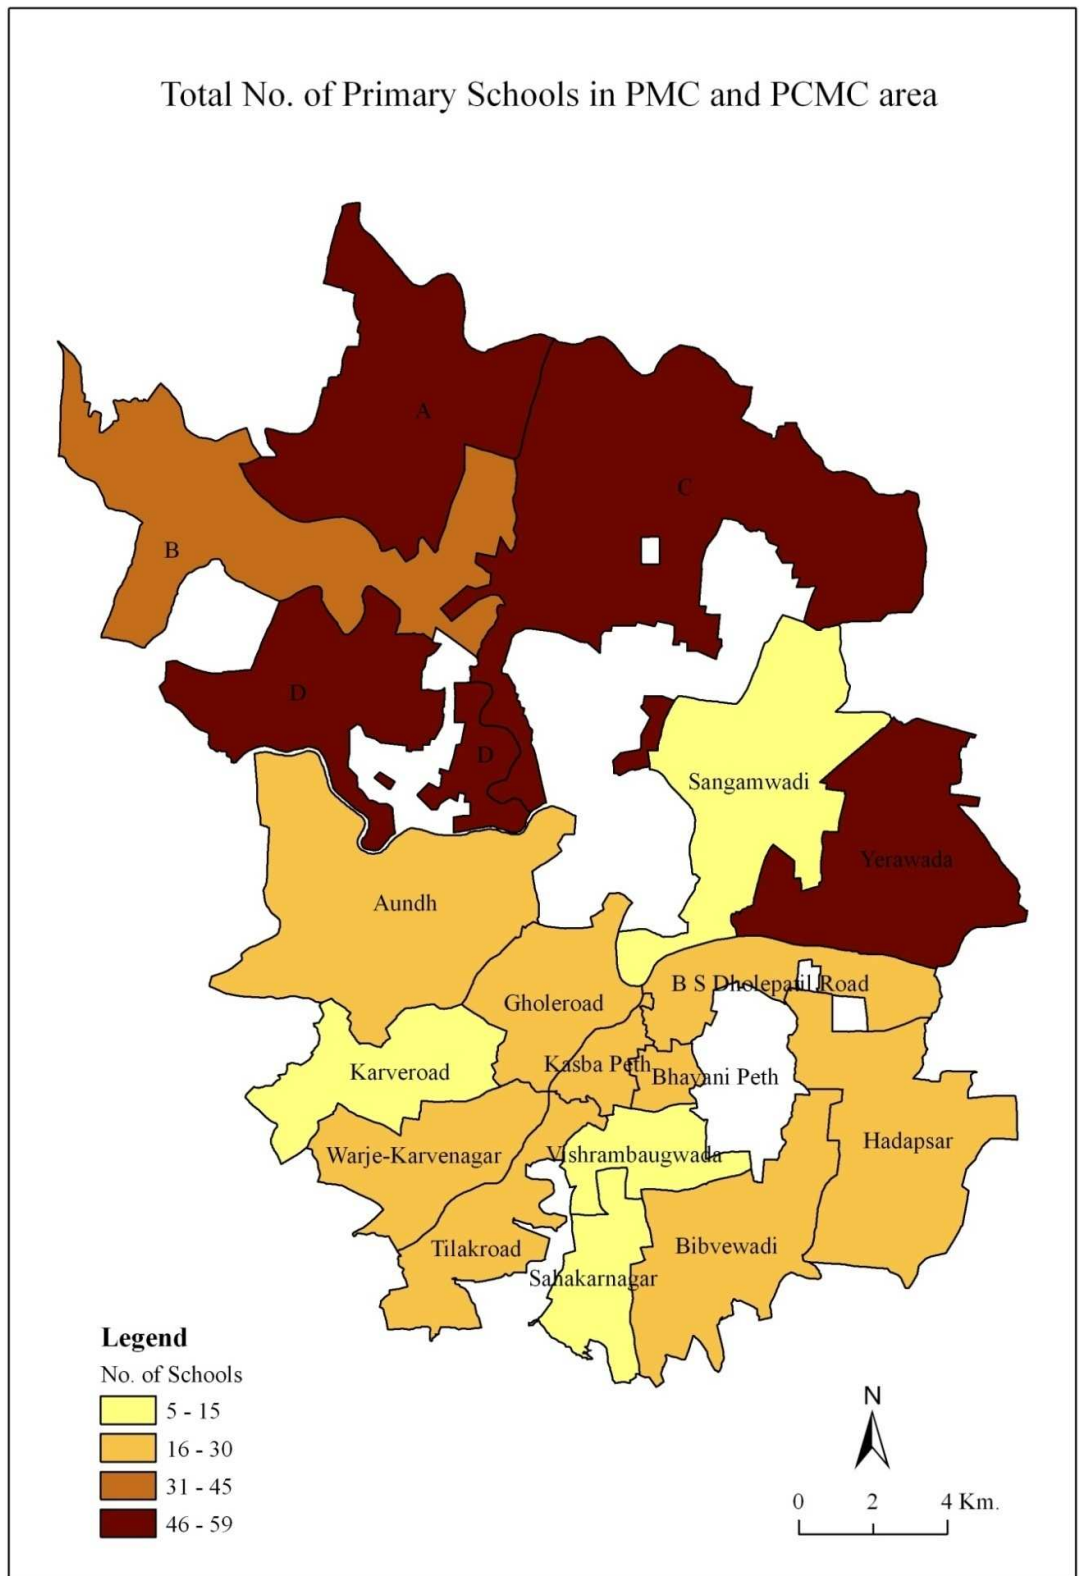 Total No. of Primary Schools in PMC and PCMC area
A
C
B
D
D
Sangamwadi
Yerawada
Aundh
B S Dholepatil Road
Gholeroad
Kasba Peth
Bhavani Peth
Karveroad
Hadapsar
Warje-Karvenagar
Vishrambaugwada
Tilakroad
Bibvewadi
Sahakarnagar
Legend
No. of Schools
5 - 15
16 - 30
31 - 45
46 - 59
N
0 2 4 Km.